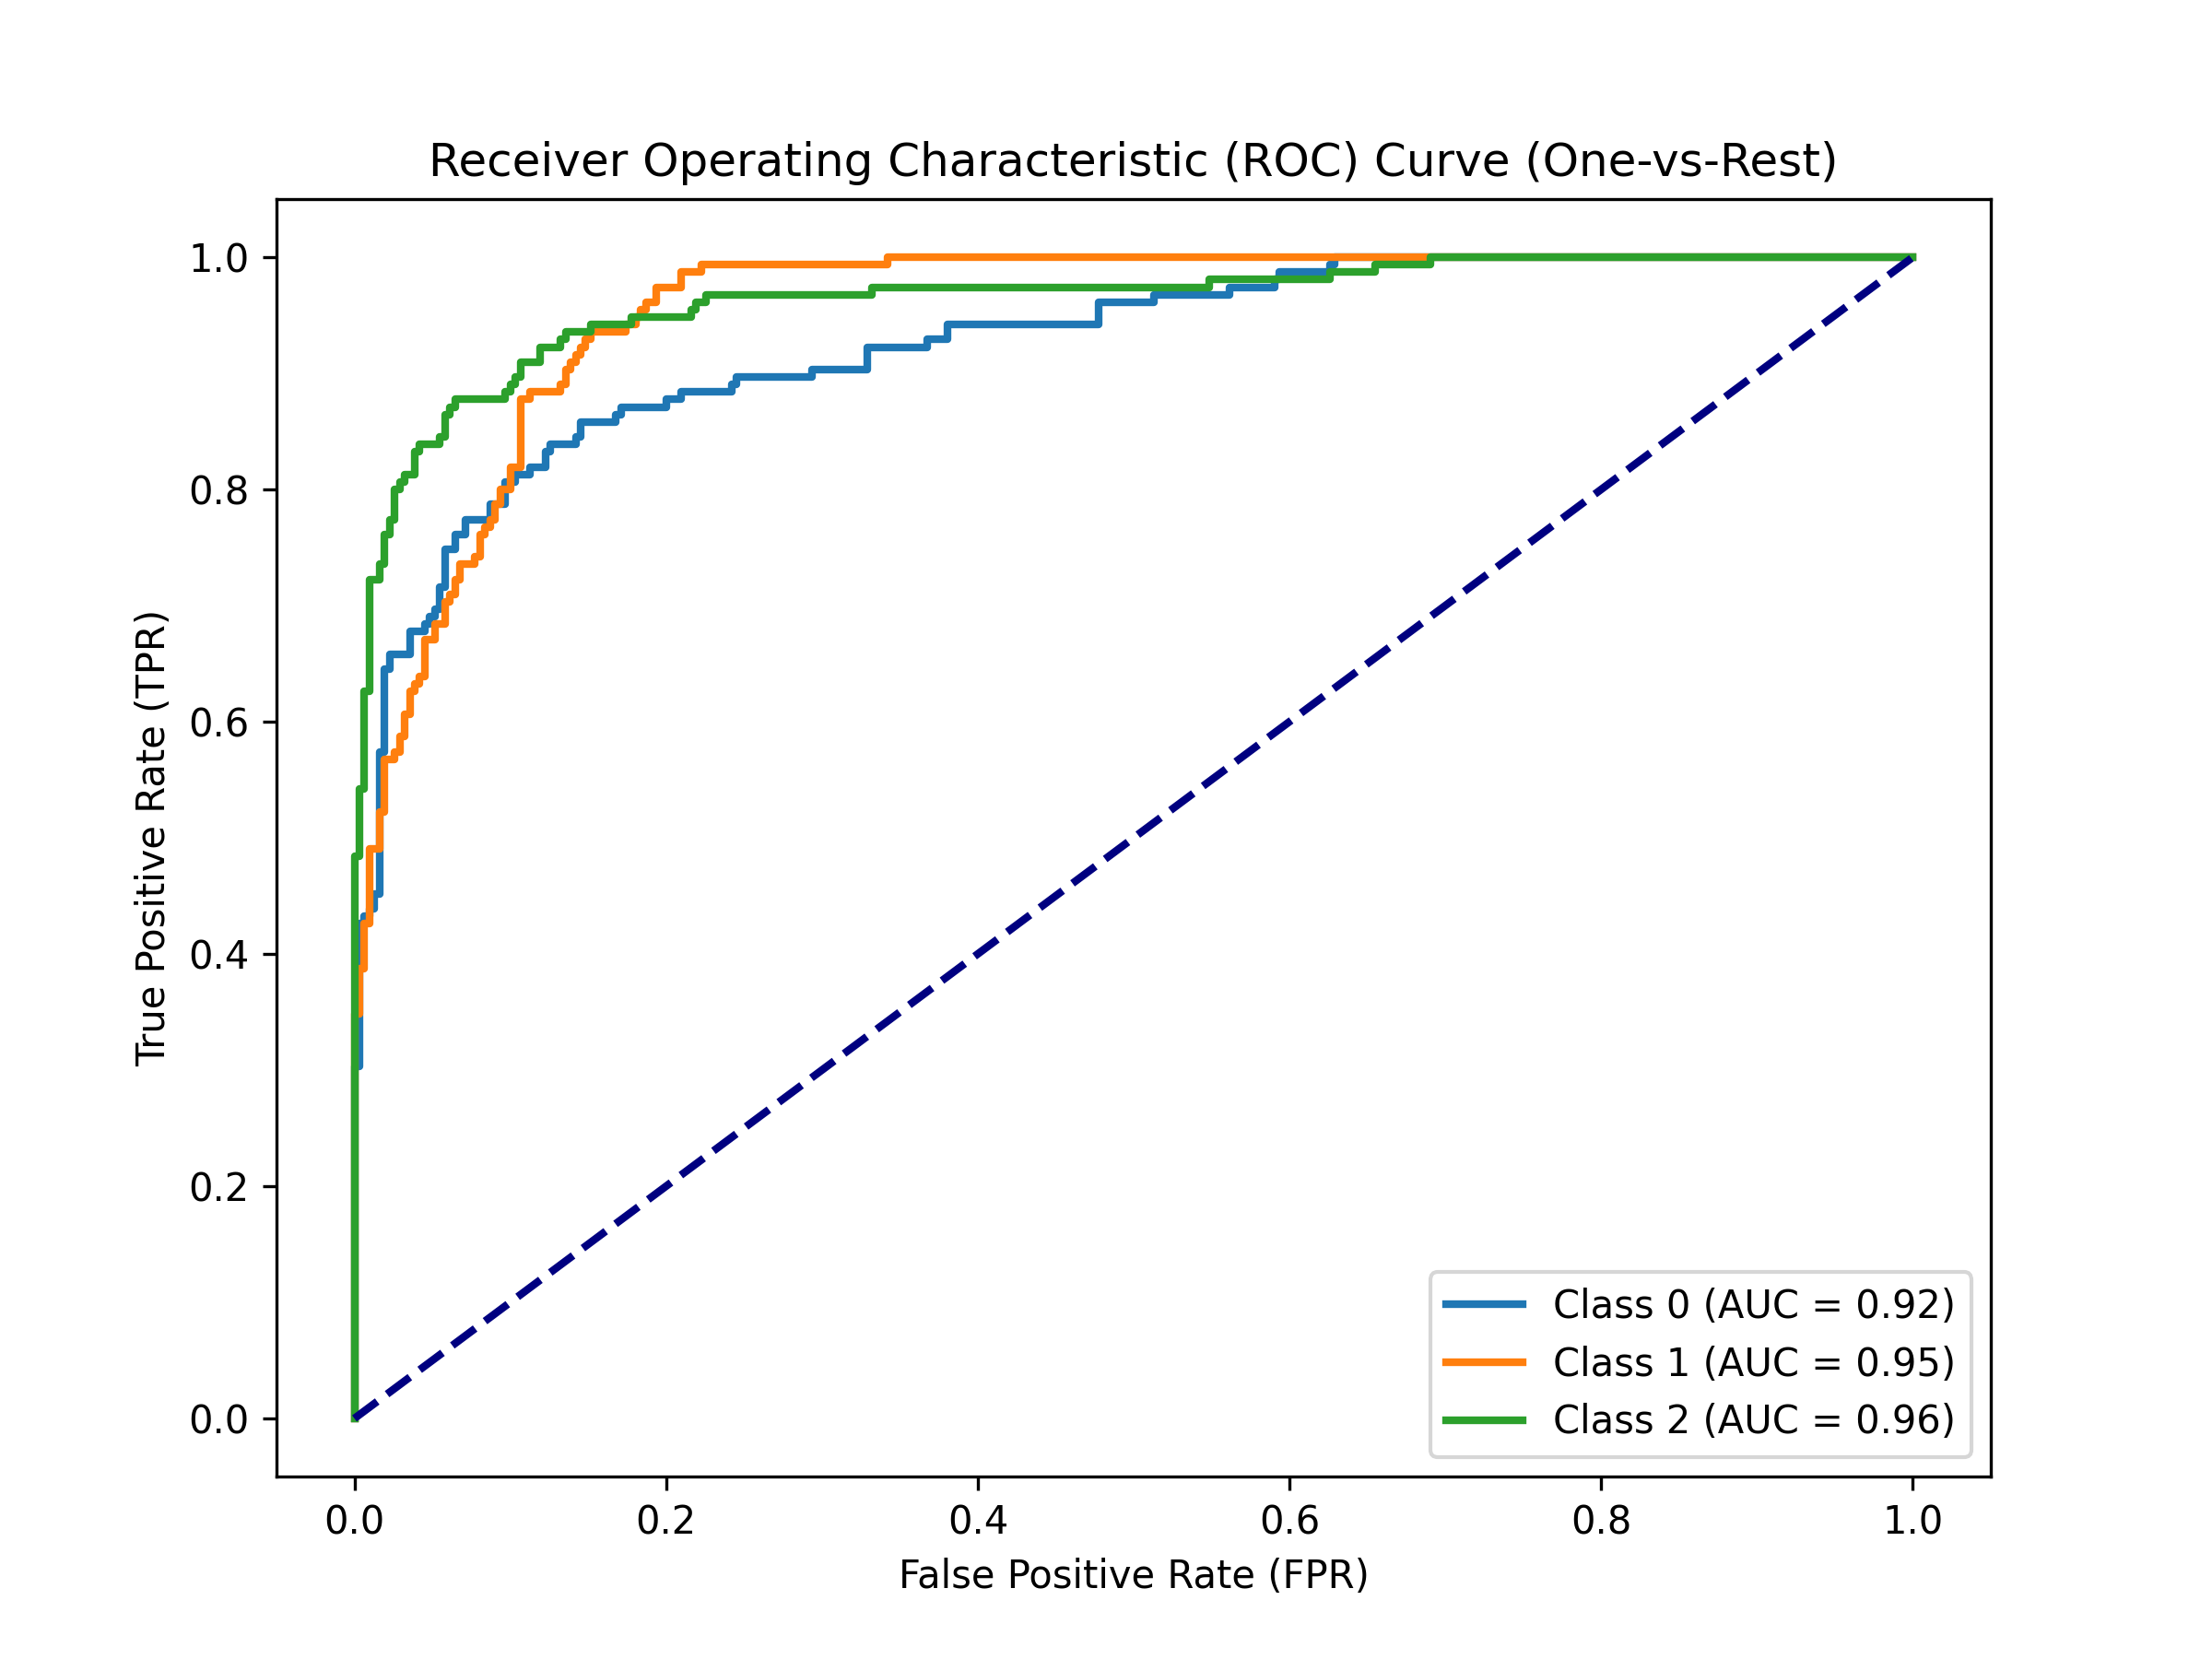 Receiver Operating Characteristic (ROC) Curve (One-vs-Rest)
True Positive Rate (TPR)
1.0
0.8
0.6
0.4
0.2
0.0
Class 0 (AUC = 0.92)
Class 1 (AUC = 0.95)
Class 2 (AUC = 0.96)
0.0 0.2 0.4 0.6 0.8 1.0
False Positive Rate (FPR)